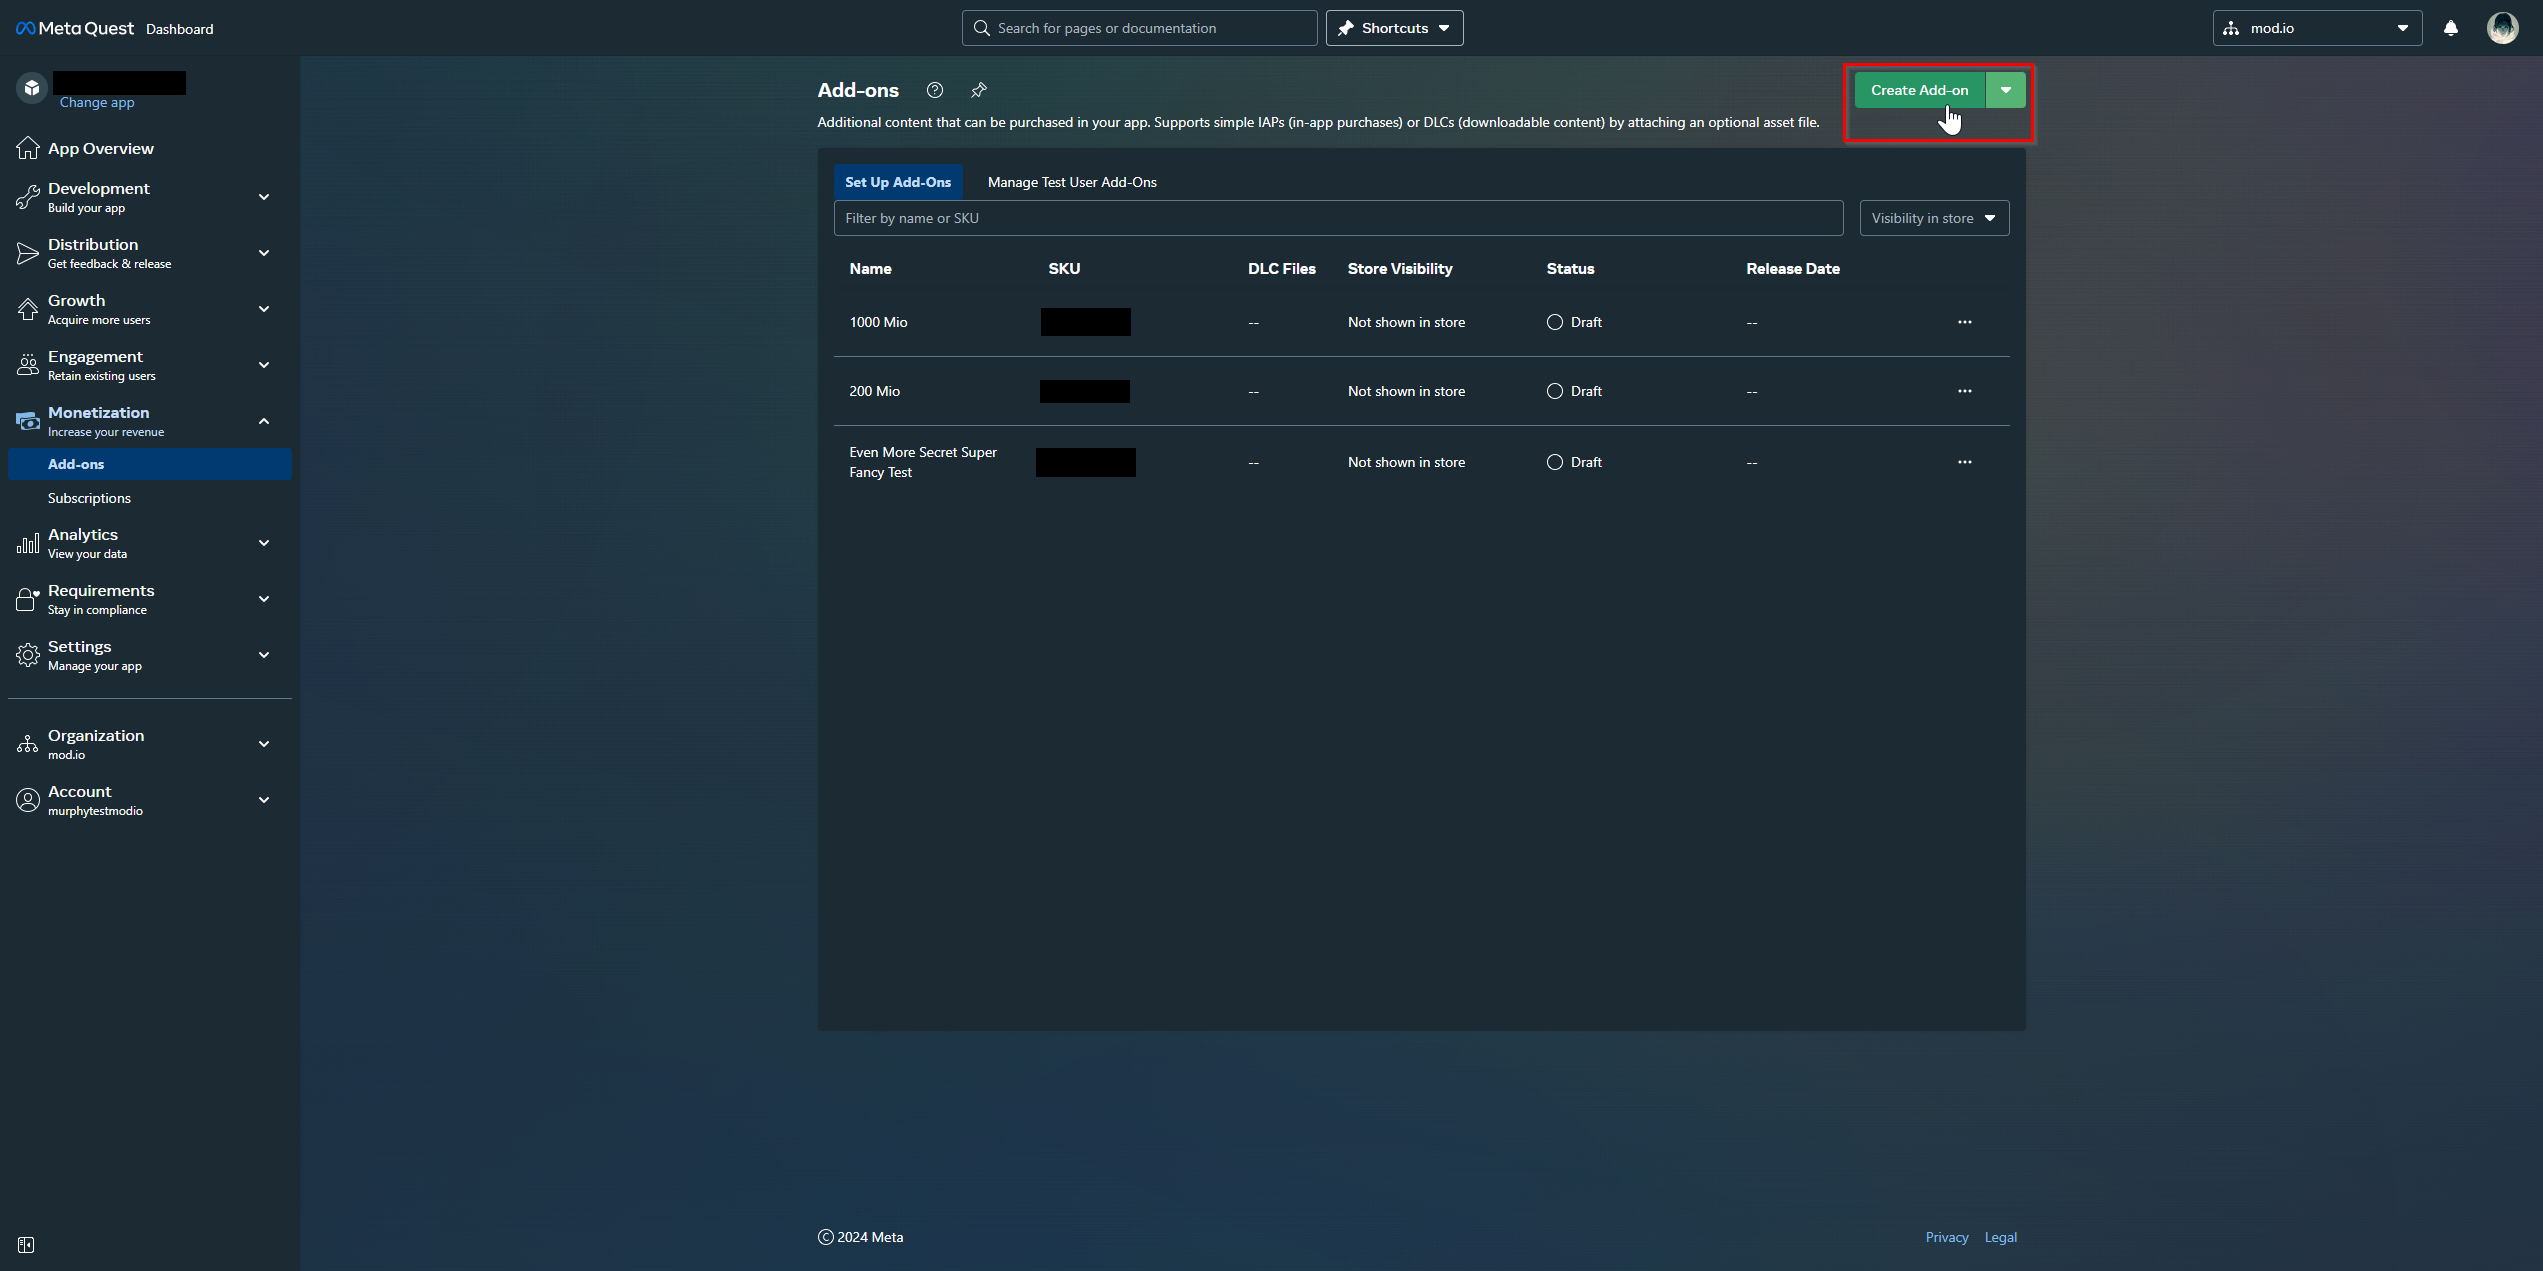 Meta Quest Dashboard
Search for pages or documentation
Shortcuts
mod.io
Change app
App Overview
Development
Build your app
Distribution
Get feedback & release
Growth
Acquire more users
Engagement
Retain existing users
Monetization
Increase your revenue
Add-ons
Subscriptions
Analytics
View your data
Requirements
Stay in compliance
Settings
Manage your app
Organization
mod.io
Account
murphytestmodio
Add-ons
Create Add-on
Additional content that can be purchased in your app. Supports simple IAPs (in-app purchases) or DLCs (downloadable content) by attaching an optional asset file.
Set Up Add-Ons
Manage Test User Add-Ons
Filter by name or SKU
Visibility in store
Name SKU DLC Files Store Visibility Status Release Date
1000 Mio -- Not shown in store Draft --
200 Mio -- Not shown in store Draft --
Even More Secret Super
Fancy Test -- Not shown in store Draft --
© 2024 Meta
Privacy Legal